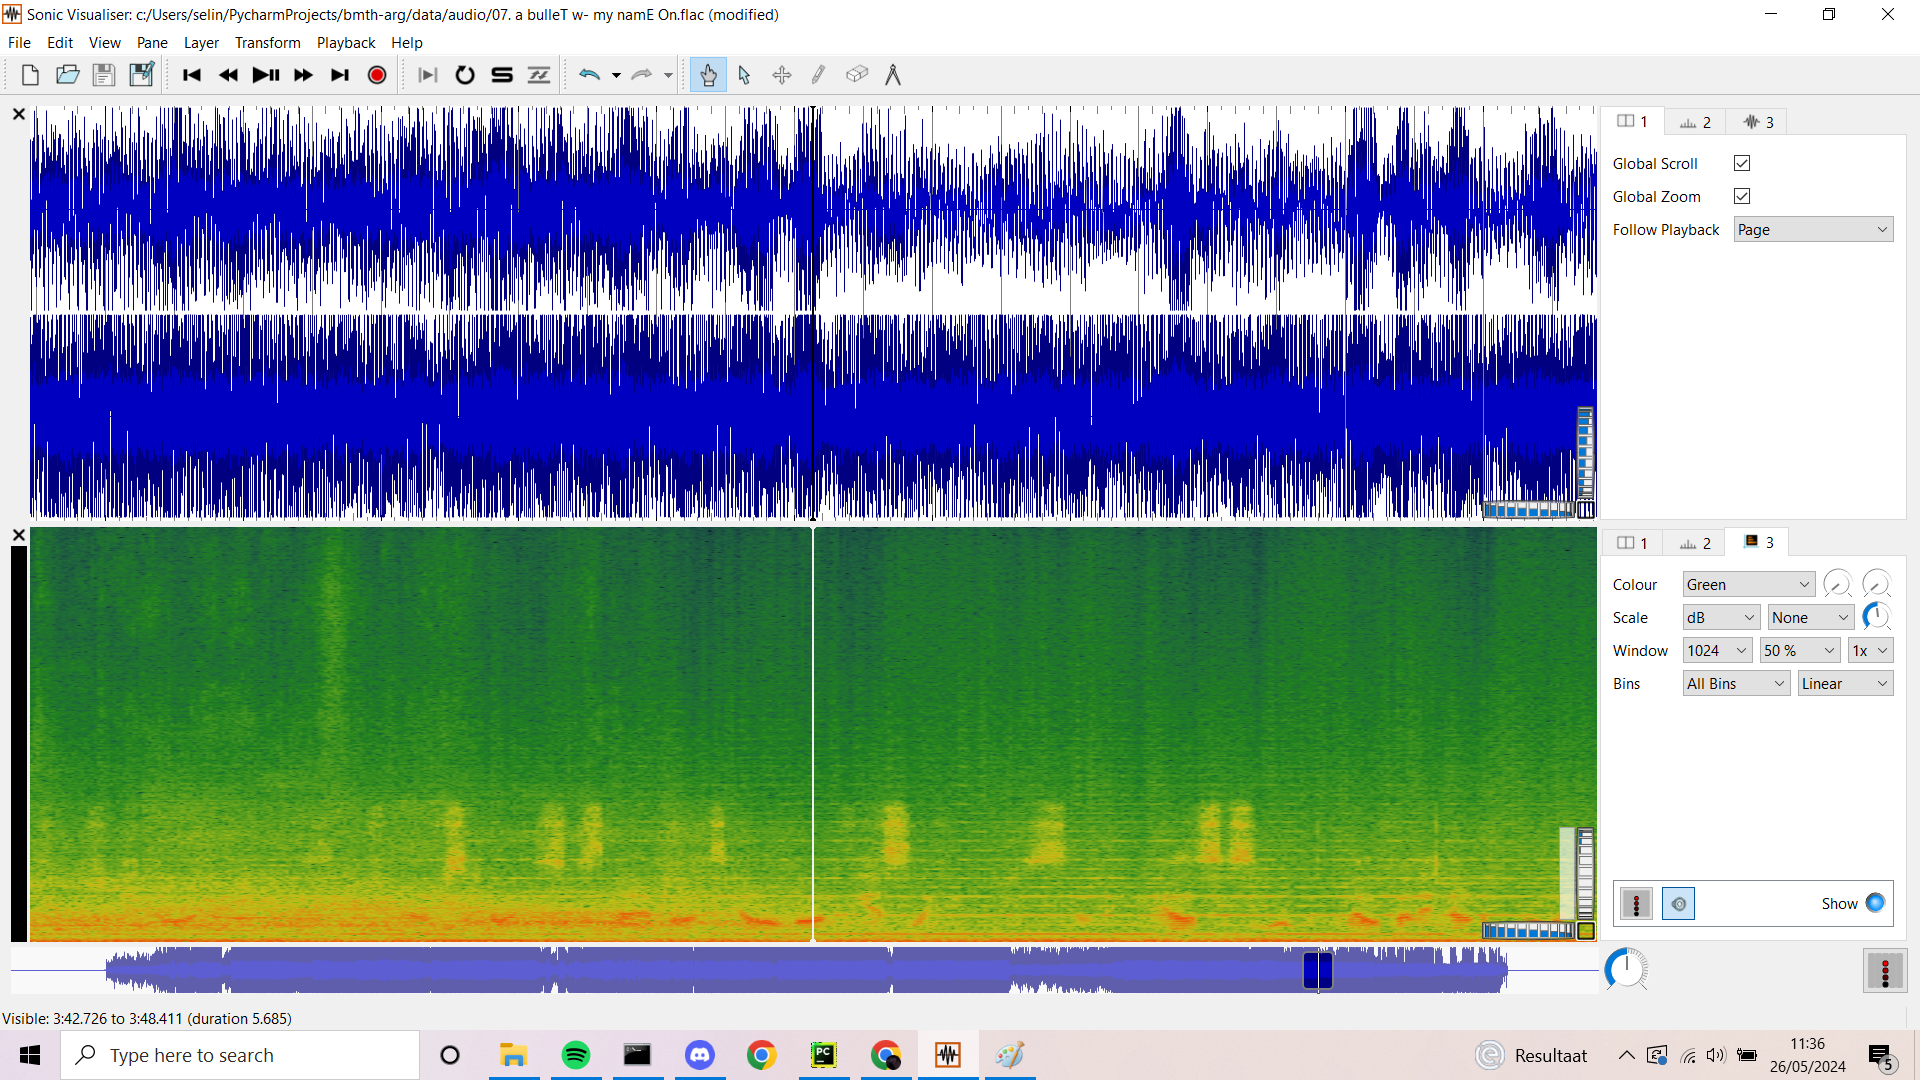 Sonic Visualiser: c:/Users/selin/PycharmProjects/bmth-arg/data/audio/07. a bulleT w- my namE On.flac (modified)
File Edit View Pane Layer Transform Playback Help
1 2 3
Global Scroll
Global Zoom
Follow Playback Page
1 2 3
Colour Green
Scale dB None
Window 1024 50 % 1x
Bins All Bins Linear
Show
Visible: 3:42.726 to 3:48.411 (duration 5.685)
Type here to search
PC
Resultaat
11:36
26/05/2024
5